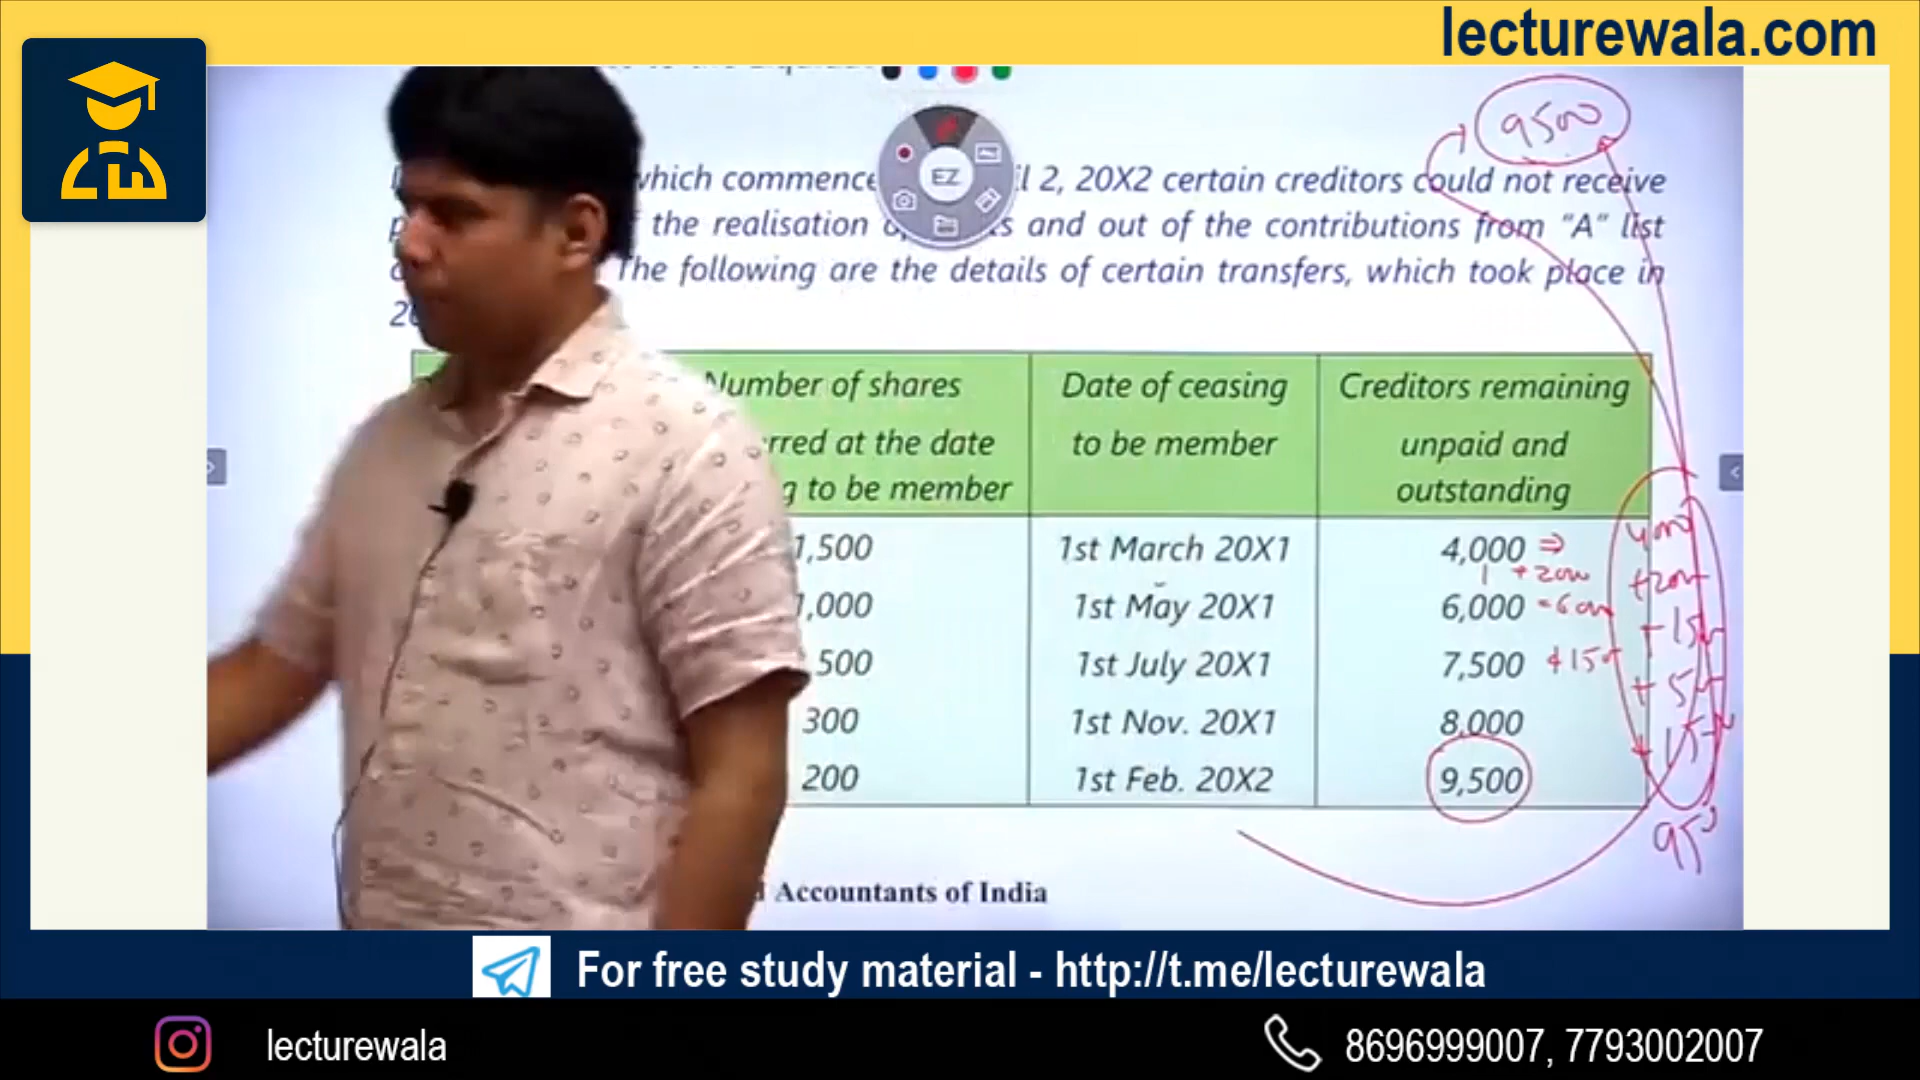 lecturewala.com
9500
which commence
il 2, 20X2 certain creditors could not receive
the realisation
and out of the contributions from "A" list
The following are the details of certain transfers, which took place in
20
EZ
Number of shares
rred at the date
g to be member
Date of ceasing
to be member
Creditors remaining
unpaid and
outstanding
1,500 1st March 20X1 4,000
1,000 1st May 20X1 6,000
500 1st July 20X1 7,500
300 1st Nov. 20X1 8,000
200 1st Feb. 20X2 9,500
Accountants of India
For free study material - http://t.me/lecturewala
lecturewala
8696999007, 7793002007